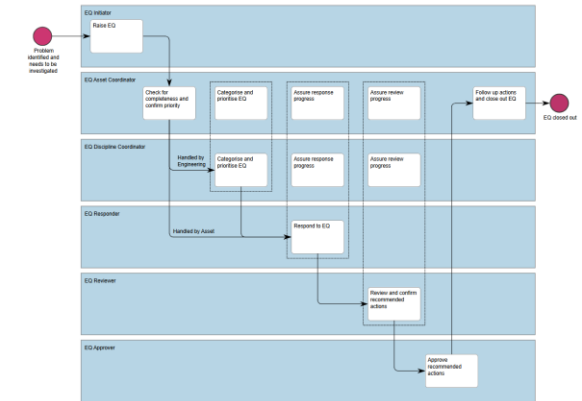 EQ Initiator
Raise EQ
Problem
identified and
needs to be
investigated
EQ Asset Coordinator
Check for
completeness and
confirm priority
Categorise and
prioritise EQ
Assure response
progress
Assure review
progress
Follow up actions
and close out EQ
EQ closed out
EQ Discipline Coordinator
Handled by
Engineering
Categorise and
prioritise EQ
Assure response
progress
Assure review
progress
EQ Responder
Handled by Asset
Respond to EQ
EQ Reviewer
Review and confirm
recommended
actions
EQ Approver
Approve
recommended
actions